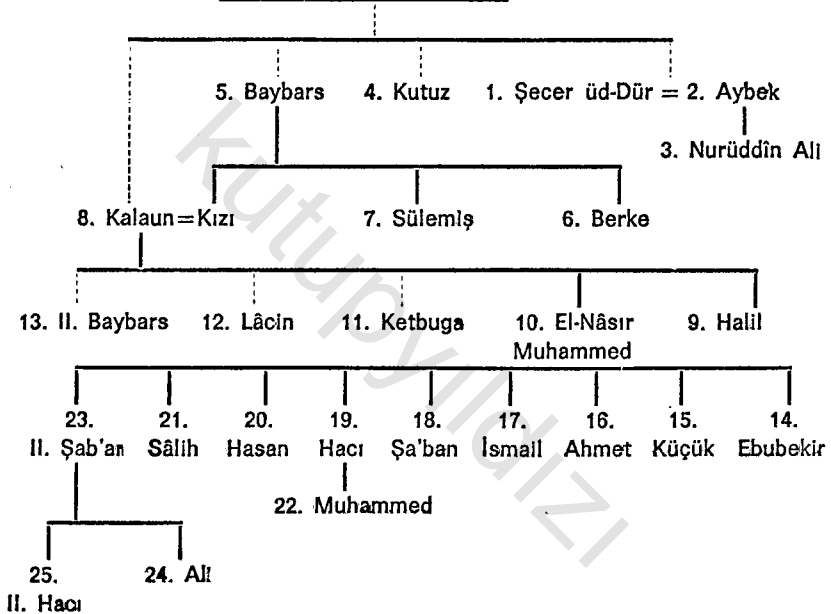 5. Baybars 4. Kutuz 1. Şecer üd-Dür = 2. Aybek
3. Nurüddîn Ali
8. Kalaun=Kızı 7. Sülemiş 6. Berke
13. II. Baybars 12. Lâcin 11. Ketbuga 10. El-Nâsır 9. Halil
Muhammed
23. 21. 20. 19. 18. 17. 16. 15. 14.
II. Şab'an Sâlih Hasan Hacı Şa'ban İsmail Ahmet Küçük Ebubekir
22. Muhammed
25. 24. Ali
II. Hacı
kutupyıldızı